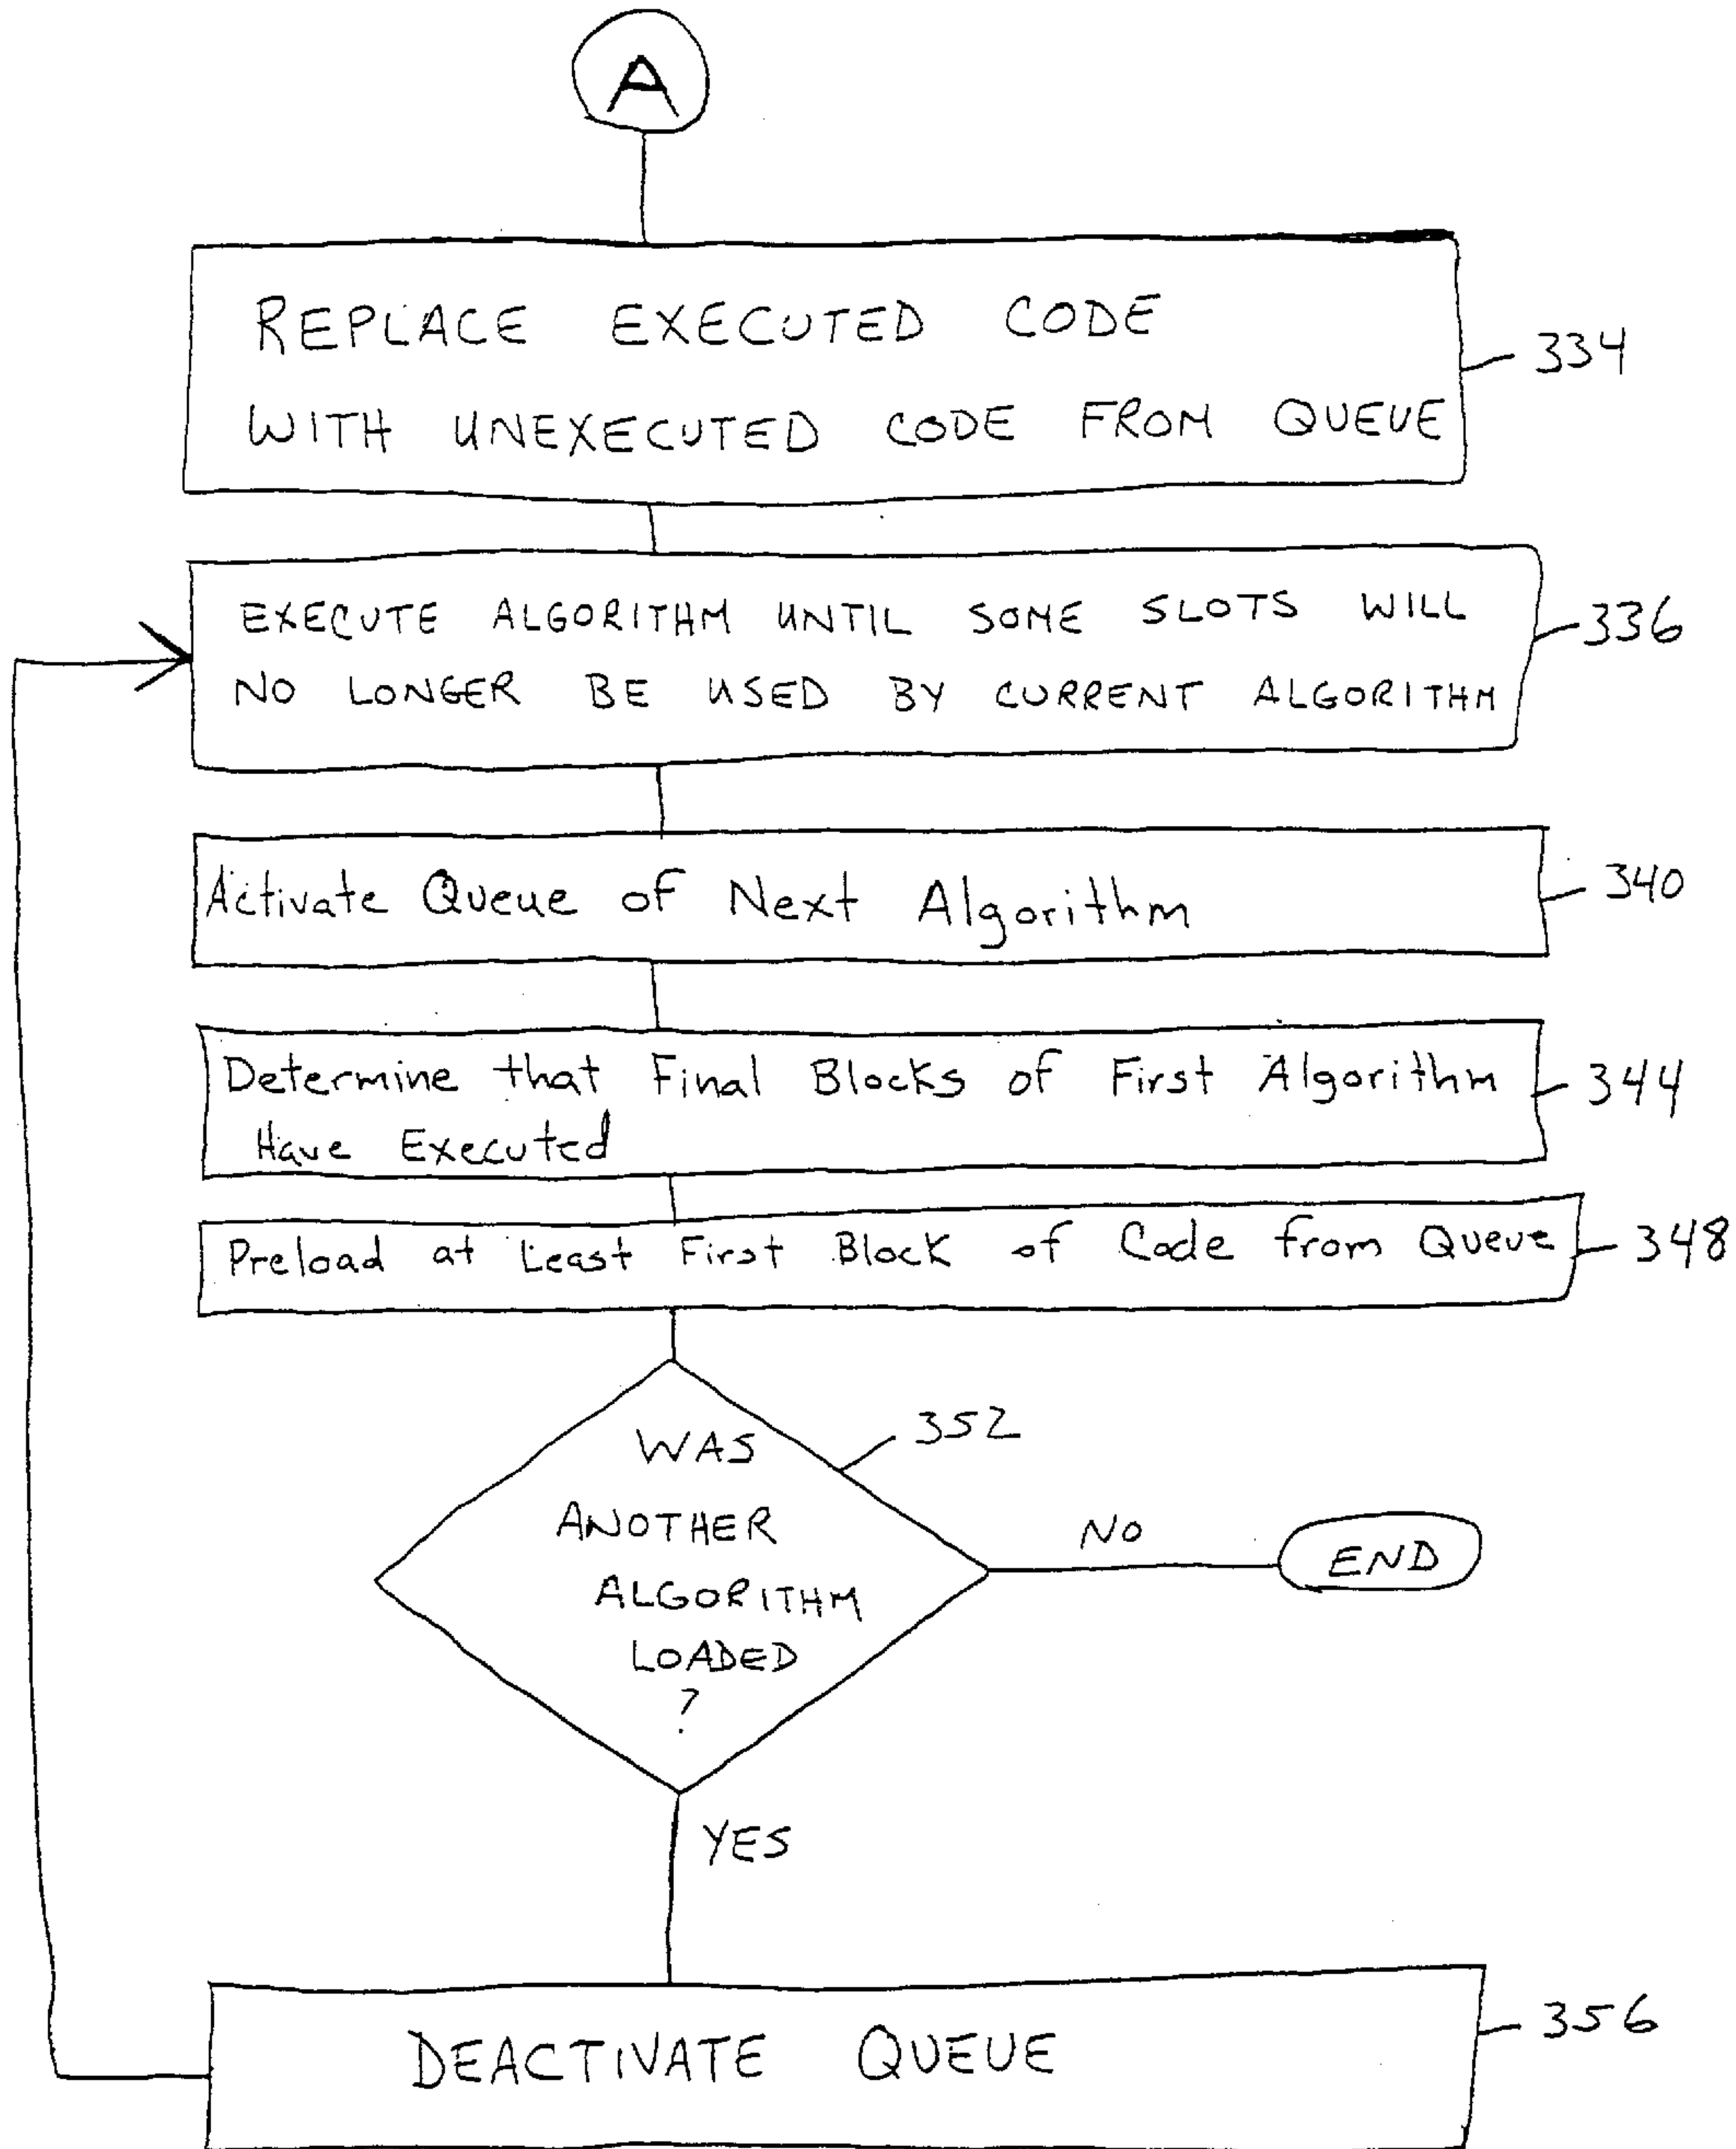 A
REPLACE EXECUTED CODE
WITH UNEXECUTED CODE FROM QUEUE
334
EXECUTE ALGORITHM UNTIL SOME SLOTS WILL
NO LONGER BE USED BY CURRENT ALGORITHM
336
Activate Queue of Next Algorithm
340
Determine that Final Blocks of First Algorithm
Have Executed
344
Preload at Least First Block of Code from Queue
348
WAS
ANOTHER
ALGORITHM
LOADED
?
352
NO
END
YES
DEACTIVATE QUEUE
356